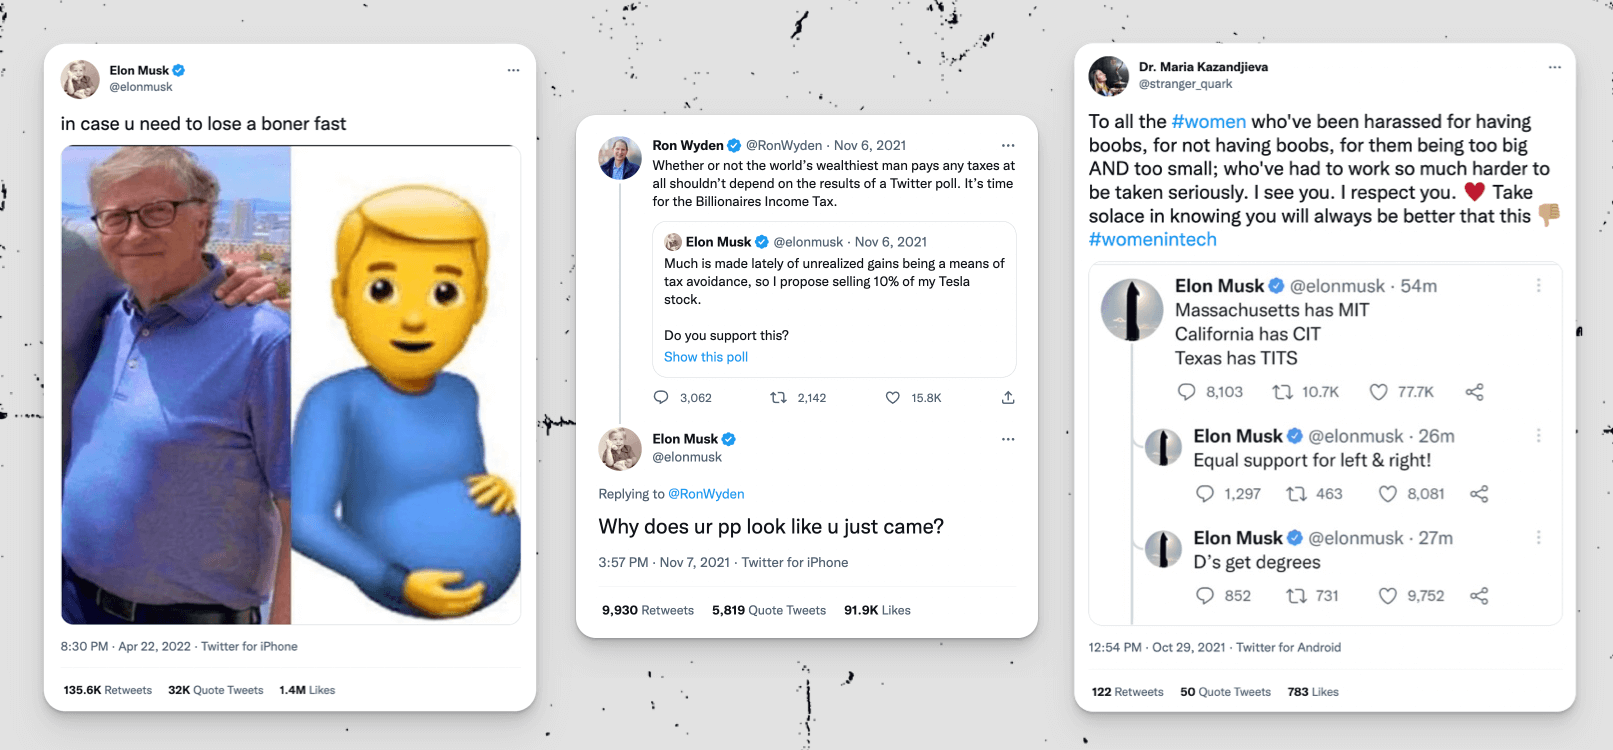 Elon Musk
@elonmusk
in case u need to lose a boner fast
8:30 PM · Apr 22, 2022 · Twitter for iPhone
135.6K Retweets 32K Quote Tweets 1.4M Likes
Ron Wyden @RonWyden · Nov 6, 2021
Whether or not the world's wealthiest man pays any taxes at
all shouldn't depend on the results of a Twitter poll. It's time
for the Billionaires Income Tax.
Elon Musk @elonmusk · Nov 6, 2021
Much is made lately of unrealized gains being a means of
tax avoidance, so I propose selling 10% of my Tesla
stock.
Do you support this?
Show this poll
3,062 2,142 15.8K
Elon Musk
@elonmusk
Replying to @RonWyden
Why does ur pp look like u just came?
3:57 PM · Nov 7, 2021 · Twitter for iPhone
9,930 Retweets 5,819 Quote Tweets 91.9K Likes
Dr. Maria Kazandjieva
@stranger_quark
To all the #women who've been harassed for having
boobs, for not having boobs, for them being too big
AND too small; who've had to work so much harder to
be taken seriously. I see you. I respect you. ♥ Take
solace in knowing you will always be better that this 👎🏽
#womenintech
Elon Musk @elonmusk · 54m
Massachusetts has MIT
California has CIT
Texas has TITS
8,103 10.7K 77.7K
Elon Musk @elonmusk · 26m
Equal support for left & right!
1,297 463 8,081
Elon Musk @elonmusk · 27m
D's get degrees
852 731 9,752
12:54 PM · Oct 29, 2021 · Twitter for Android
122 Retweets 50 Quote Tweets 783 Likes